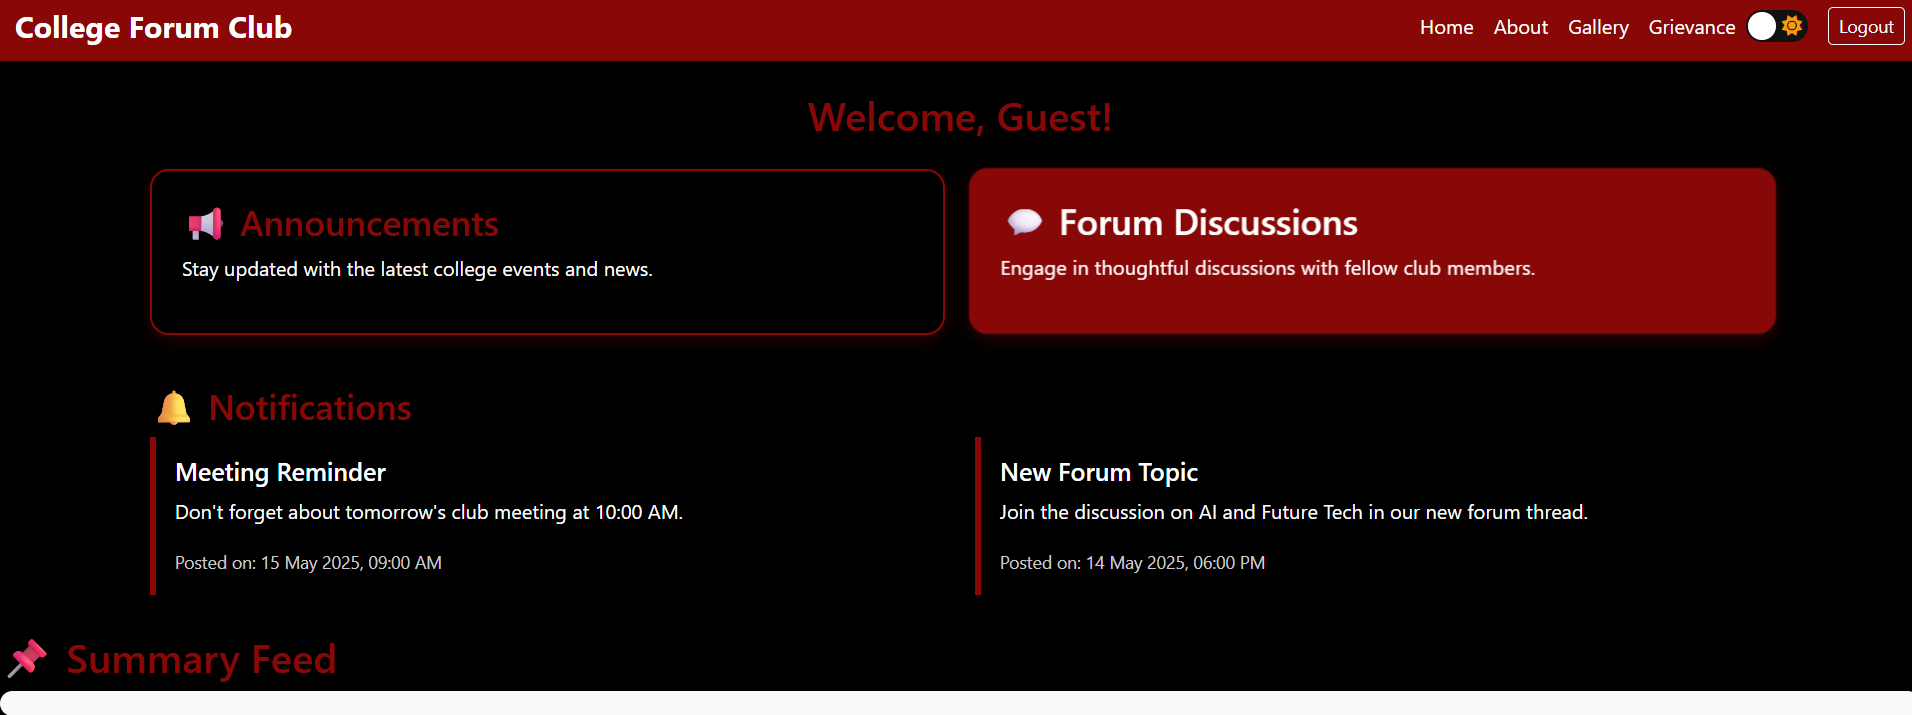 College Forum Club
Home About Gallery Grievance Logout
Welcome, Guest!
Announcements
Stay updated with the latest college events and news.
Forum Discussions
Engage in thoughtful discussions with fellow club members.
Notifications
Meeting Reminder
Don't forget about tomorrow's club meeting at 10:00 AM.
Posted on: 15 May 2025, 09:00 AM
New Forum Topic
Join the discussion on AI and Future Tech in our new forum thread.
Posted on: 14 May 2025, 06:00 PM
Summary Feed